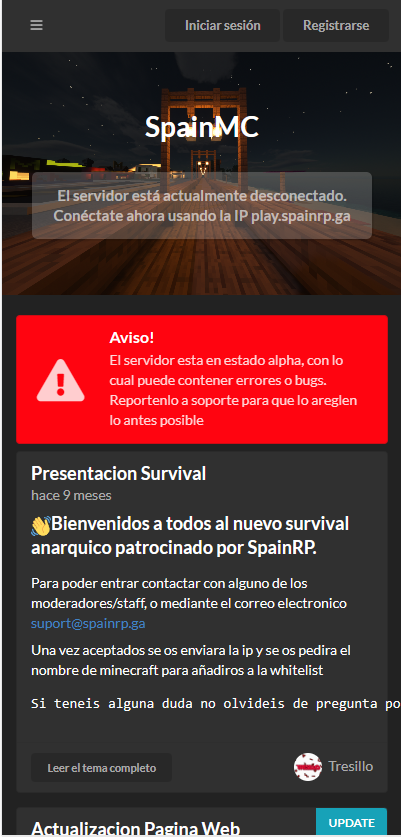 Iniciar sesión Registrarse
SpainMC
El servidor está actualmente desconectado.
Conéctate ahora usando la IP play.spainrp.ga
Aviso!
El servidor esta en estado alpha, con lo
cual puede contener errores o bugs.
Reportenlo a soporte para que lo areglen
lo antes posible
Presentacion Survival
hace 9 meses
👋Bienvenidos a todos al nuevo survival
anarquico patrocinado por SpainRP.
Para poder entrar contactar con alguno de los
moderadores/staff, o mediante el correo electronico
suport@spainrp.ga
Una vez aceptados se os enviara la ip y se os pedira el
nombre de minecraft para añadiros a la whitelist
Si teneis alguna duda no olvideis de pregunta po
Leer el tema completo
Tresillo
UPDATE
Actualizacion Pagina Web